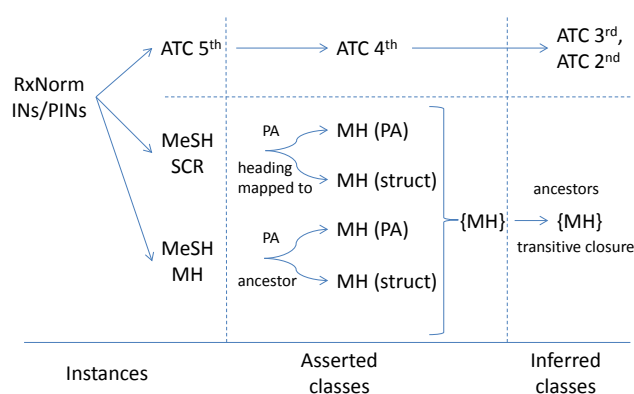 ATC 5th
ATC 4th
ATC 3rd,
ATC 2nd
RxNorm
INs/PINs
MeSH
SCR
PA
heading
mapped to
MH (PA)
MH (struct)
MeSH
MH
PA
ancestor
MH (PA)
MH (struct)
{MH}
ancestors
{MH}
transitive closure
Instances
Asserted
classes
Inferred
classes